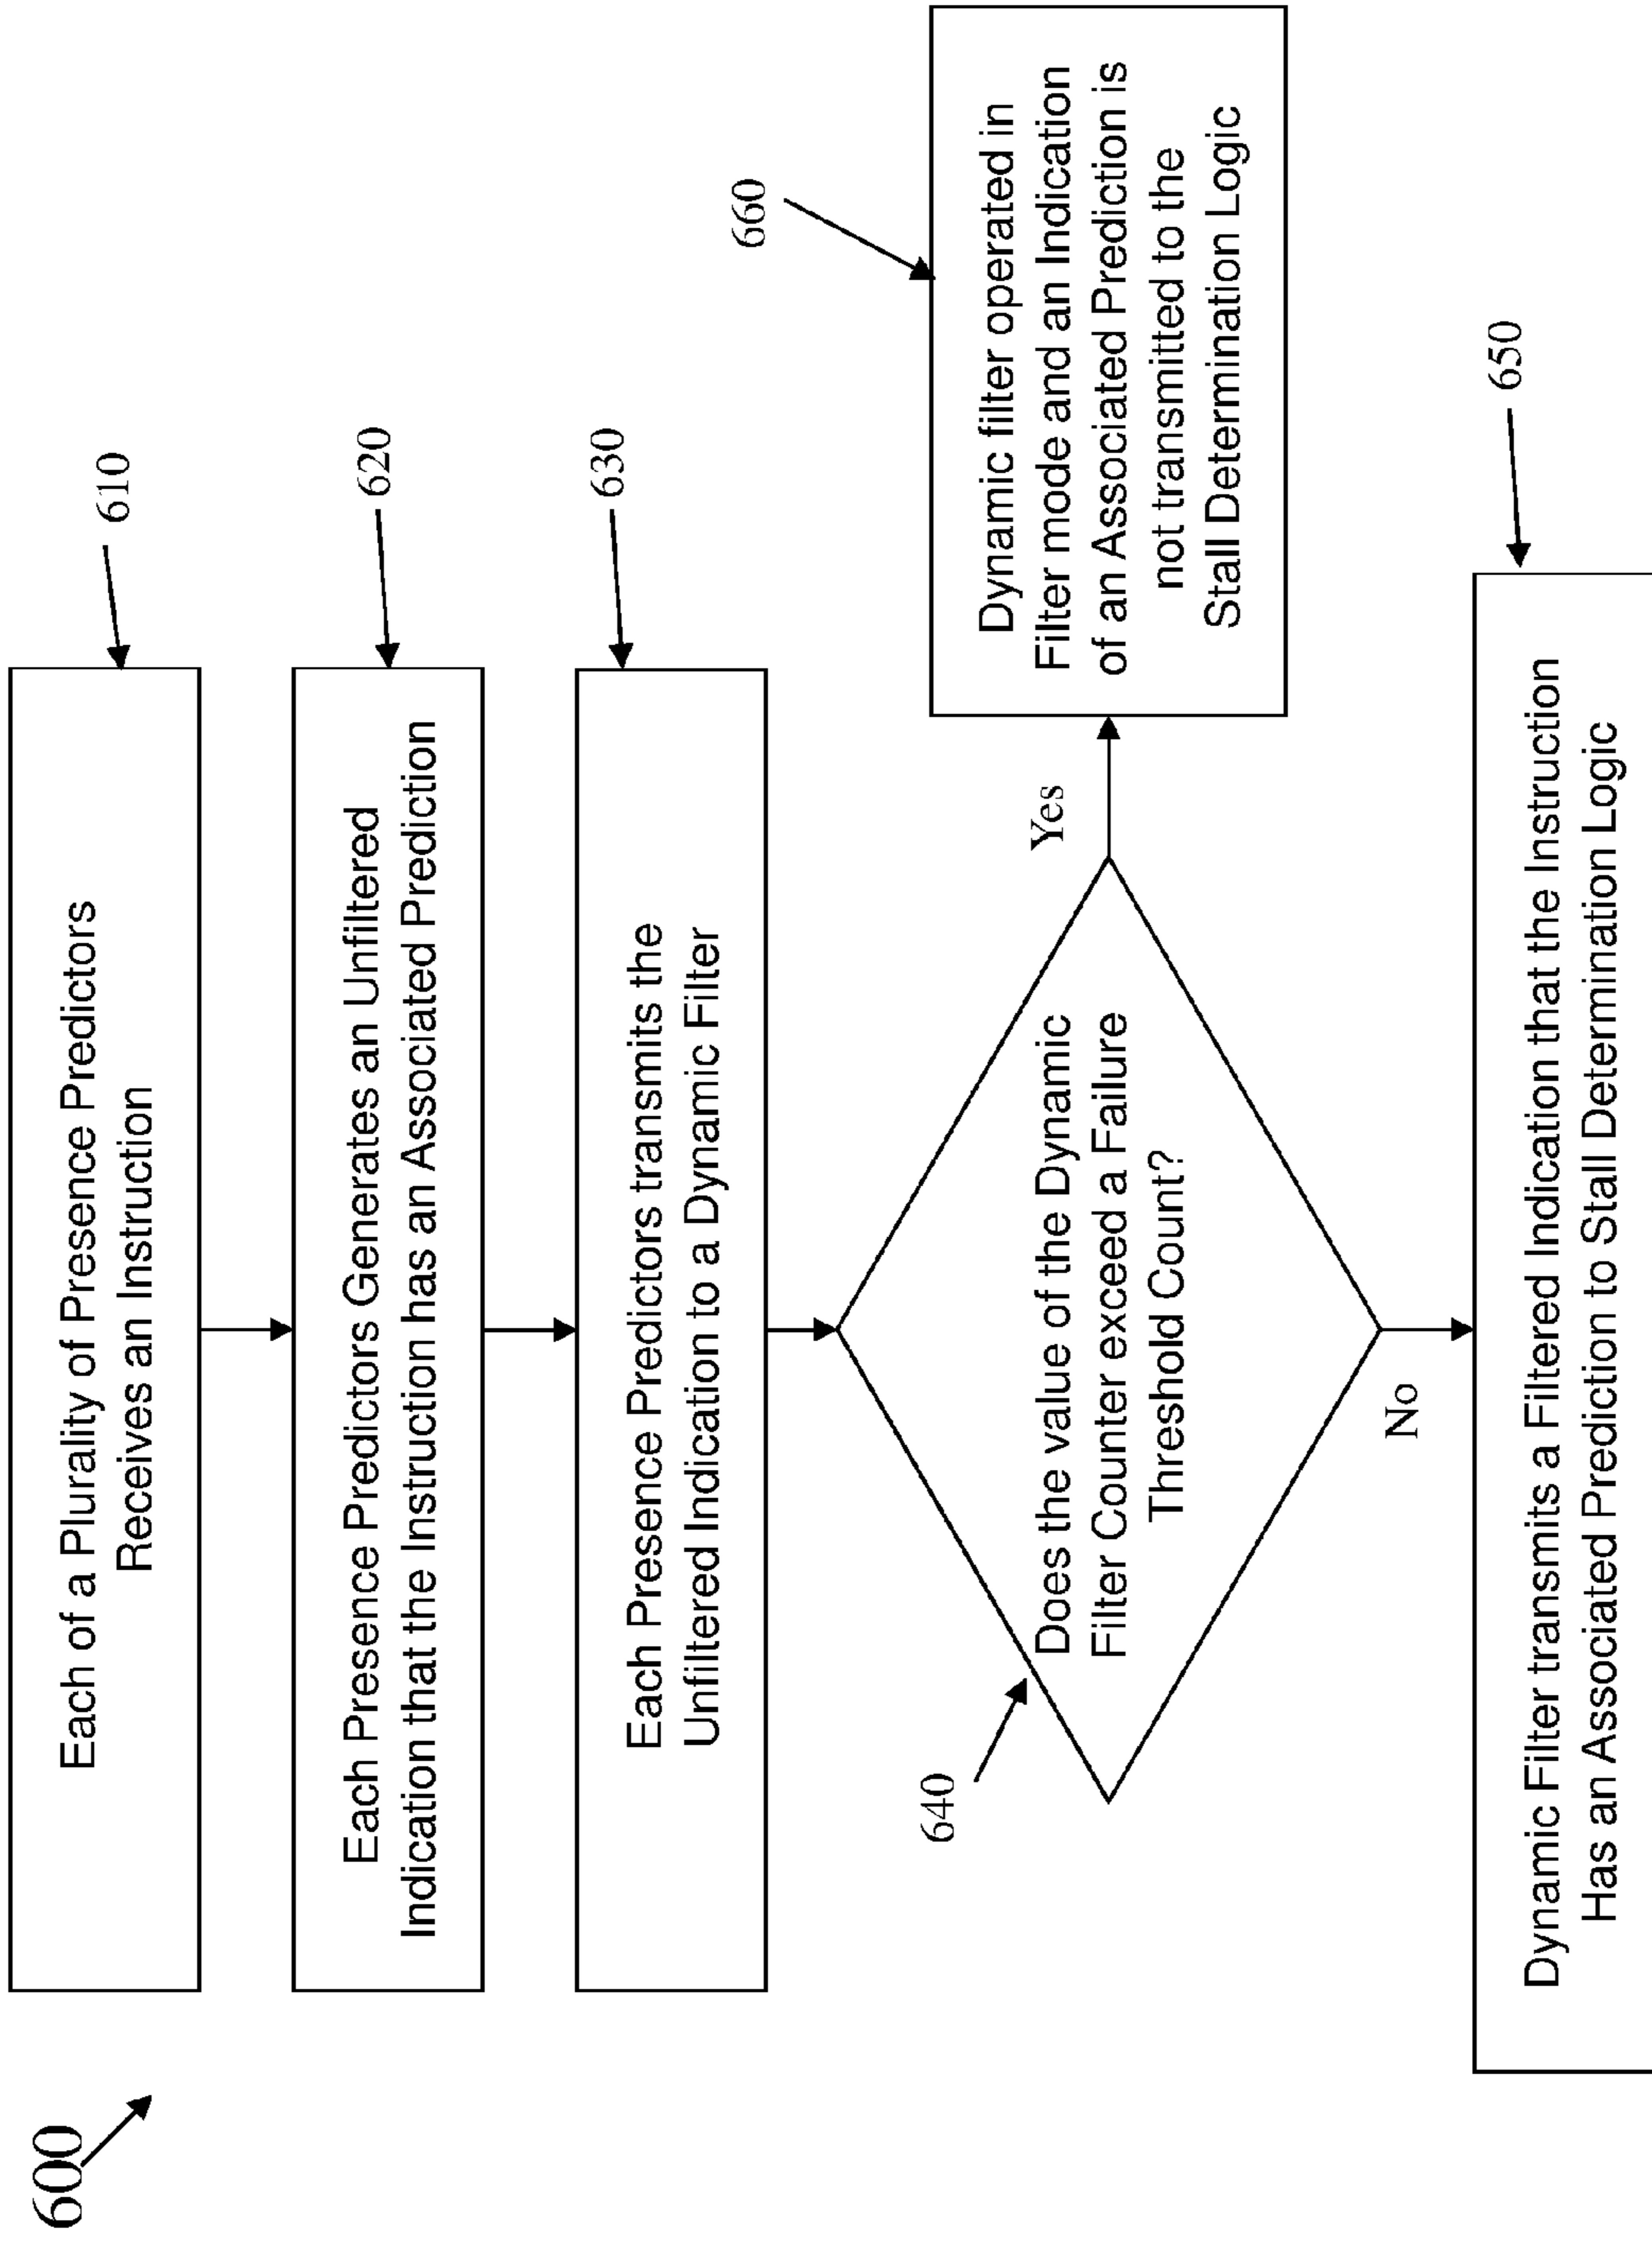 600
610
Each of a Plurality of Presence Predictors
Receives an Instruction
620
Each Presence Predictors Generates an Unfiltered
Indication that the Instruction has an Associated Prediction
630
Each Presence Predictors transmits the
Unfiltered Indication to a Dynamic Filter
640
Does the value of the Dynamic
Filter Counter exceed a Failure
Threshold Count?
Yes
660
Dynamic filter operated in
Filter mode and an Indication
of an Associated Prediction is
not transmitted to the
Stall Determination Logic
No
650
Dynamic Filter transmits a Filtered Indication that the Instruction
Has an Associated Prediction to Stall Determination Logic